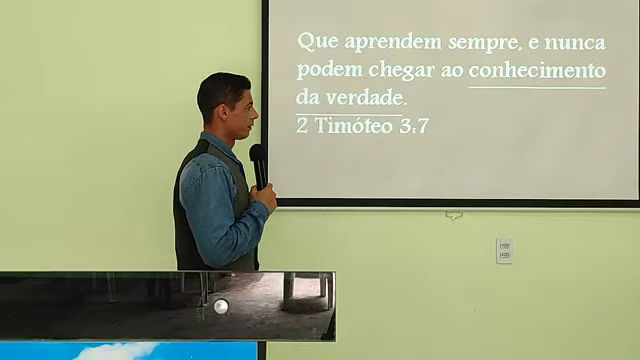 Que aprendem sempre, e nunca
podem chegar ao conhecimento
da verdade.
2 Timóteo 3:7